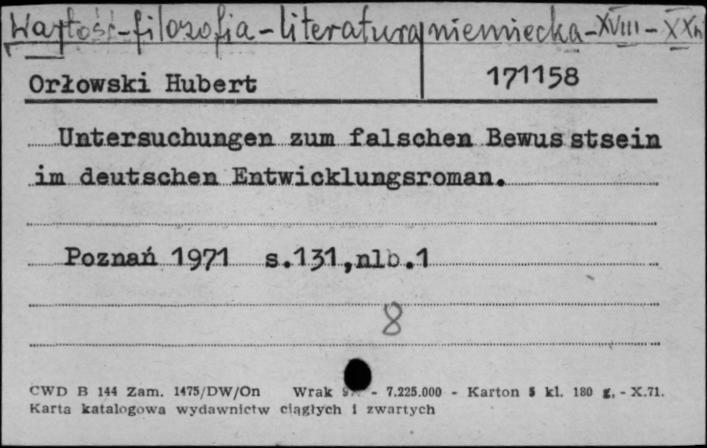 Wartość-filozofia-literatura niemiecka-XVIII-XXw
Orłowski Hubert 171158
Untersuchungen zum falschen Bewusstsein
im deutschen Entwicklungsroman.
Poznań 1971 s.131,nlb.1
8
CWD B 144 Zam. 1475/DW/On Wrak - 7.225.000 - Karton 5 kl. 180 g. - X.71.
Karta katalogowa wydawnictw ciągłych i zwartych